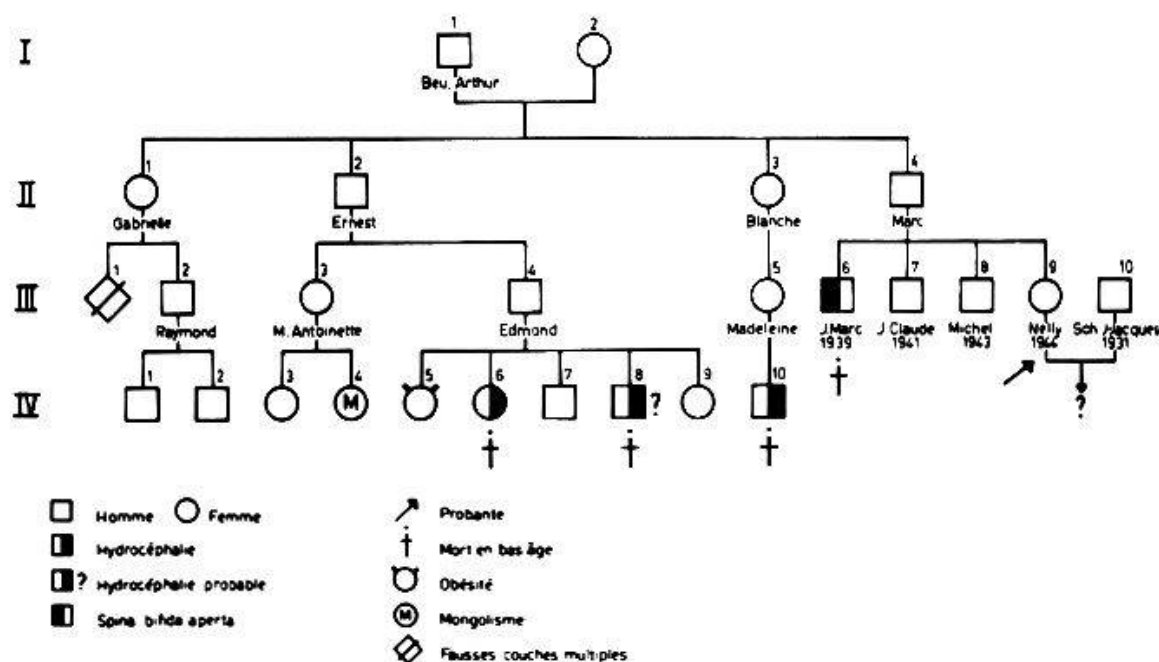 1 2
I
Beu. Arthur
1 2 3 4
II
Gabrielle Ernest Blanche Marc
1 2 3 4 5 6 7 8 9 10
III
Raymond M. Antoinette Edmond Madeleine J.Marc J.Claude Michel Nelly Sch. J-Jacques
1939 1941 1943 1944 1931
1 2 3 4 5 6 7 8 9 10
IV
M ? ?
Homme Femme
Hydrocéphalie
? Hydrocéphalie probable
Spina bifida aperta
Probante
Mort en bas âge
Obésité
M Mongolisme
Fausses couches multiples